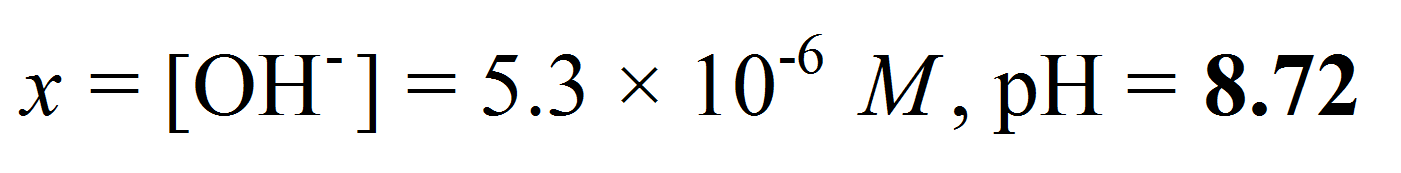 x = [OH⁻] = 5.3 × 10⁻⁶ M, pH = 8.72